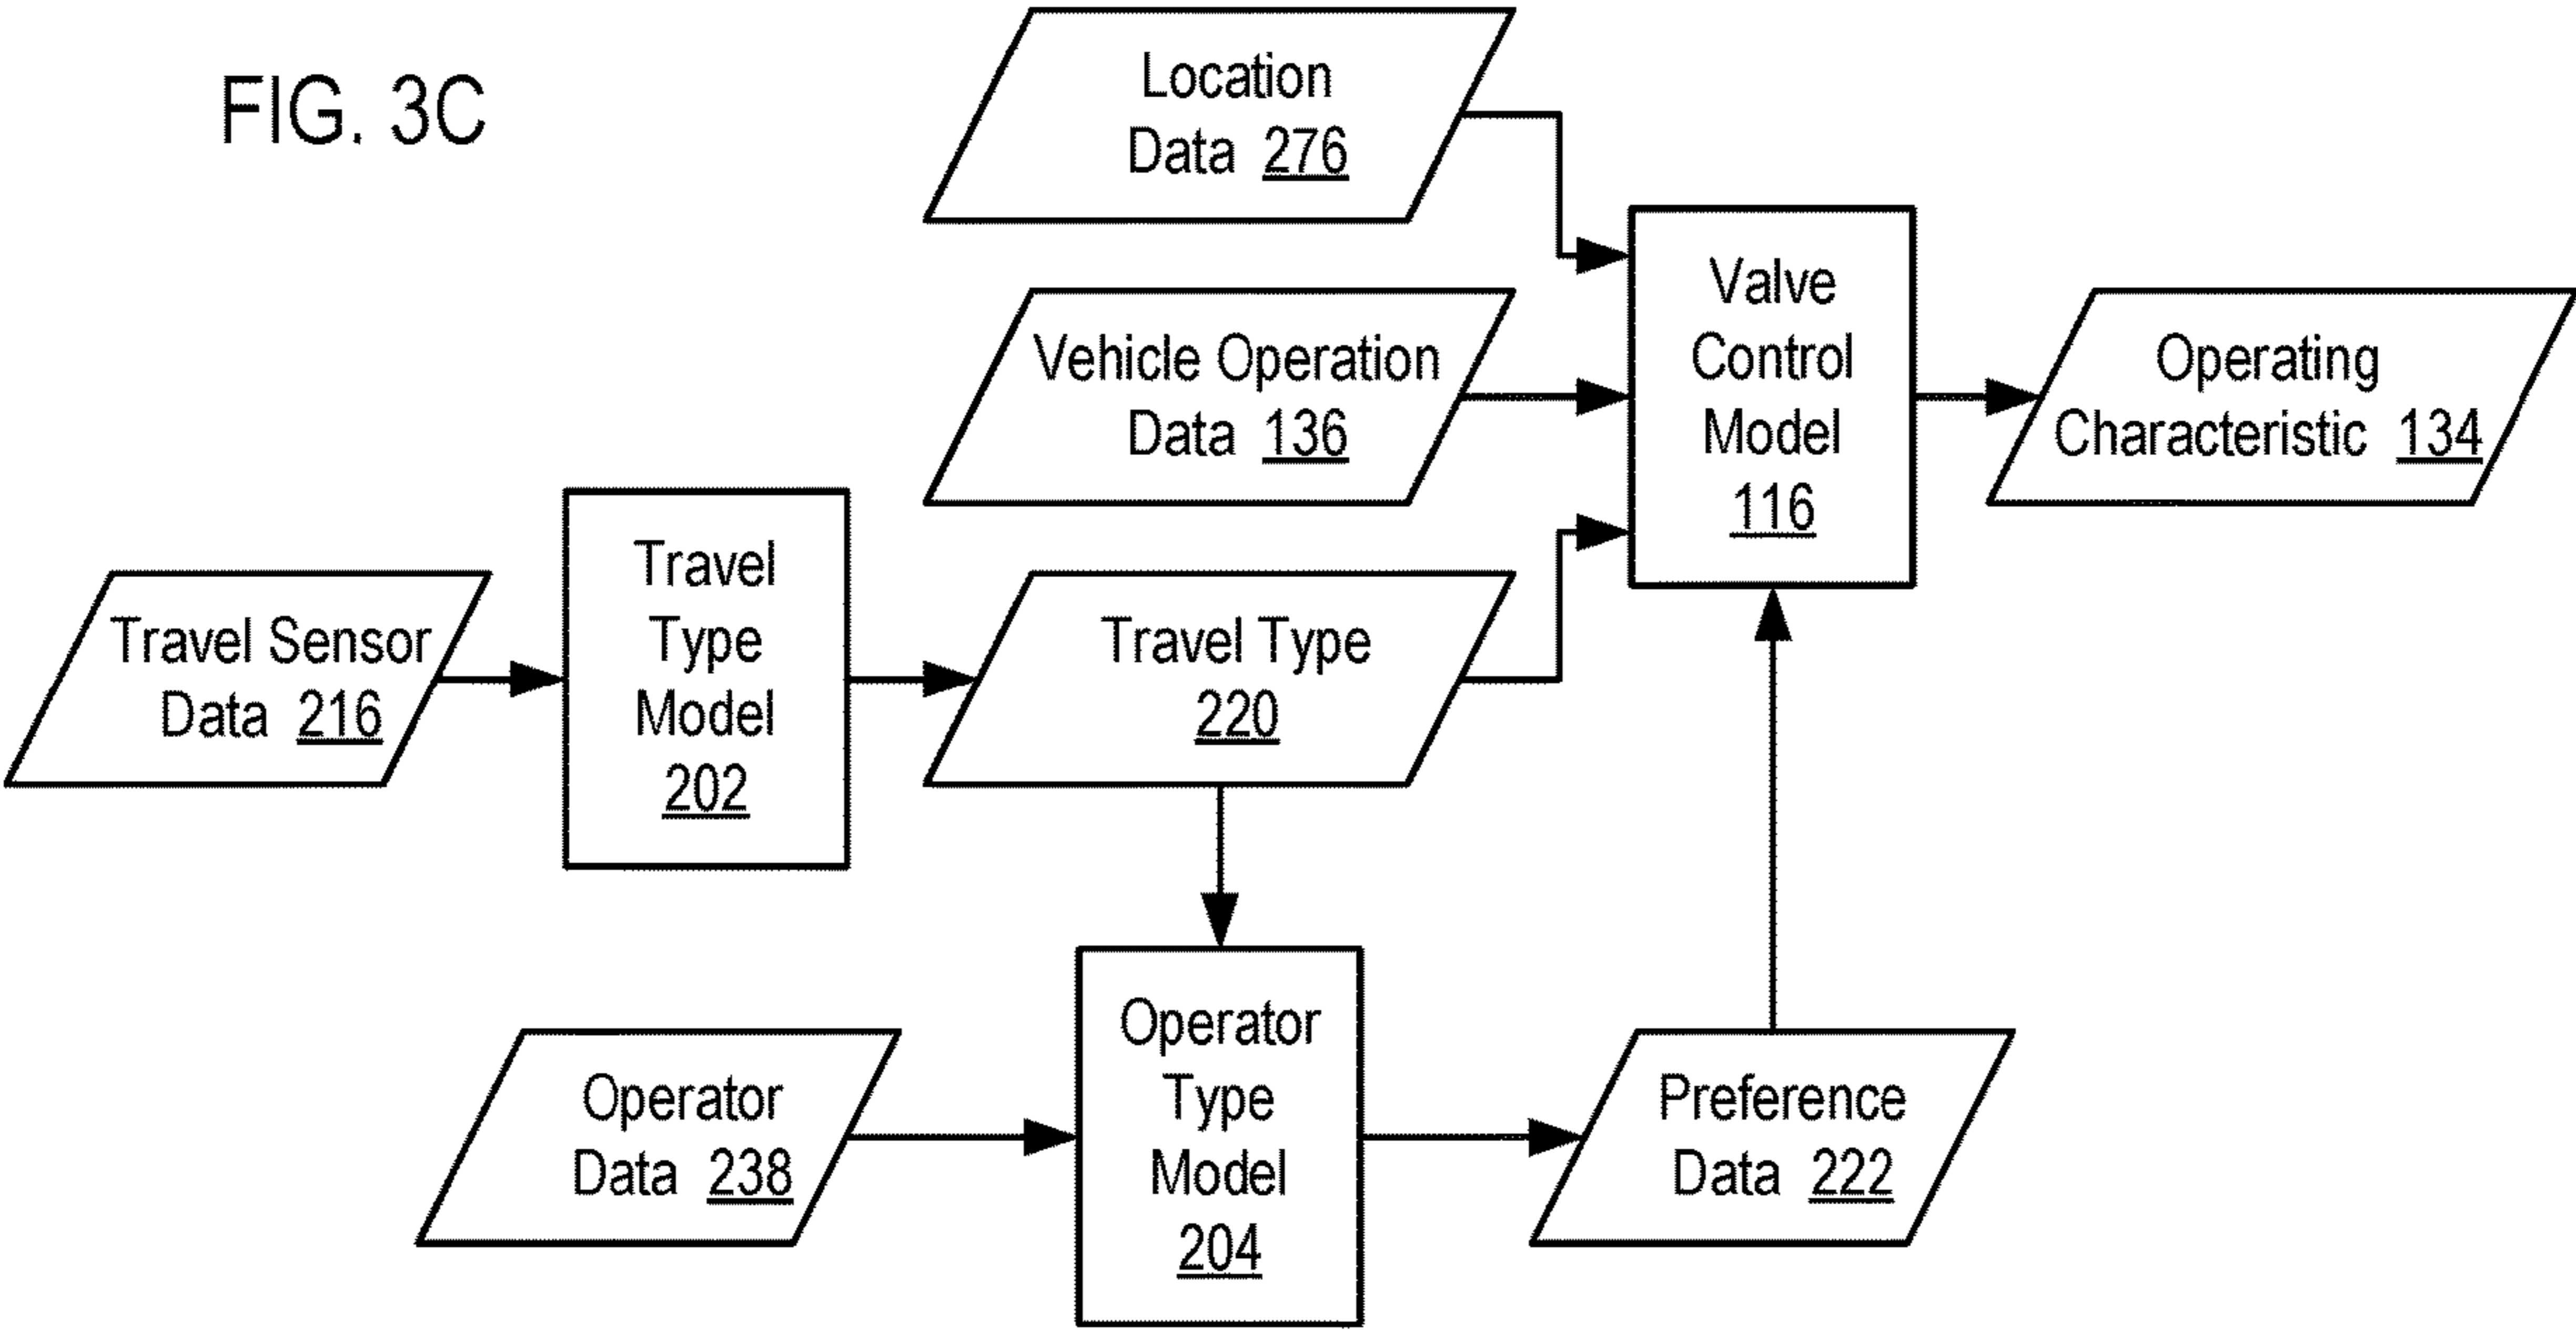 FIG. 3C
Location
Data 276
Vehicle Operation
Data 136
Valve
Control
Model
116
Operating
Characteristic 134
Travel Sensor
Data 216
Travel
Type
Model
202
Travel Type
220
Operator
Data 238
Operator
Type
Model
204
Preference
Data 222